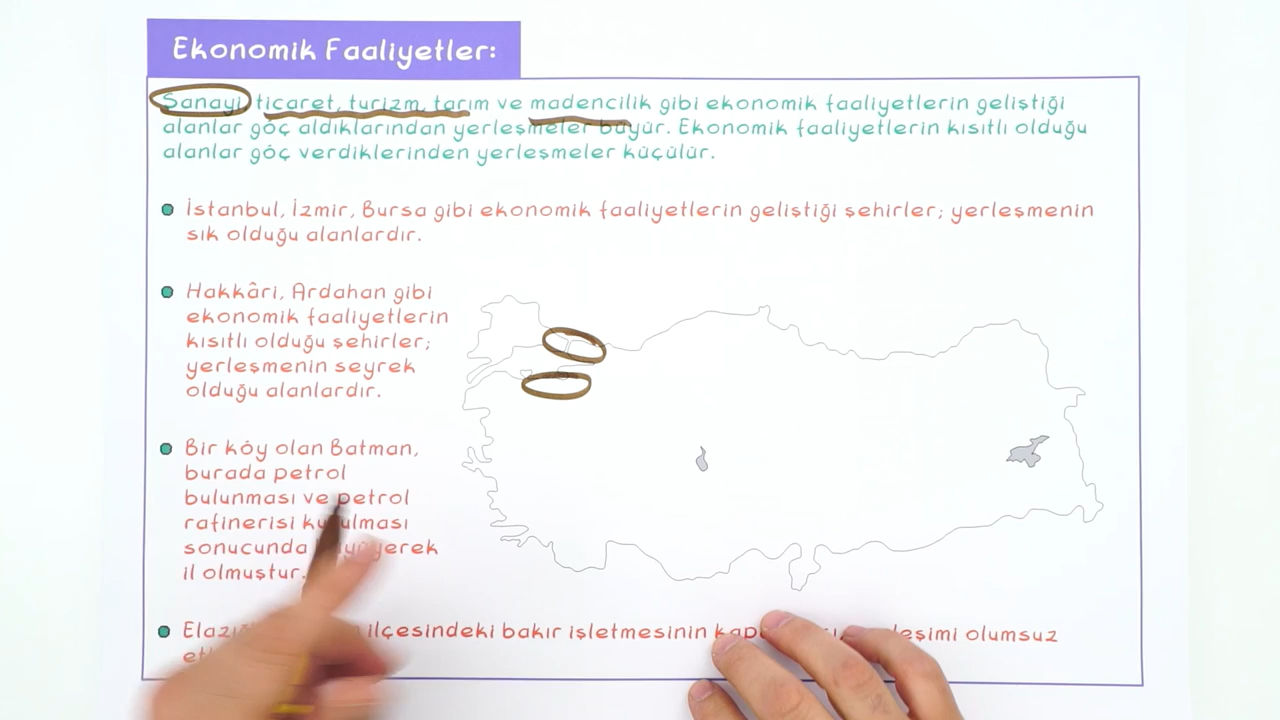 Ekonomik Faaliyetler:
Sanayi ticaret, turizm, tarım ve madencilik gibi ekonomik faaliyetlerin geliştiği
alanlar göç aldıklarından yerleşmeler büyür. Ekonomik faaliyetlerin kısıtlı olduğu
alanlar göç verdiklerinden yerleşmeler küçülür.
İstanbul, İzmir, Bursa gibi ekonomik faaliyetlerin geliştiği şehirler; yerleşmenin
sık olduğu alanlardır.
Hakkâri, Ardahan gibi
ekonomik faaliyetlerin
kısıtlı olduğu şehirler;
yerleşmenin seyrek
olduğu alanlardır.
Bir köy olan Batman,
burada petrol
bulunması ve petrol
rafinerisi kurulması
sonucunda
il olmuştur.
ilçesindeki bakır işletmesinin olumsuz